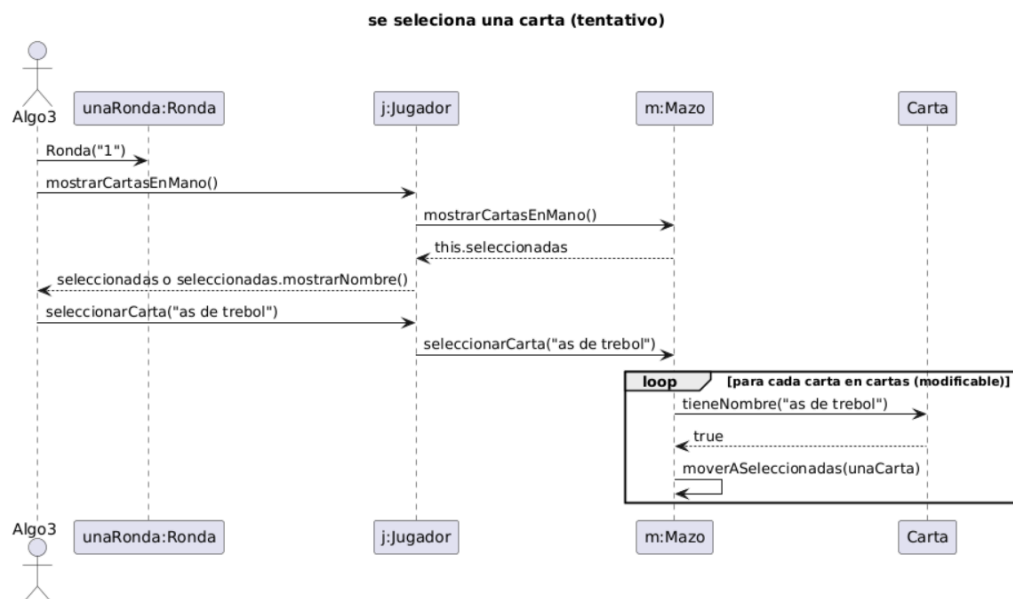 se seleciona una carta (tentativo)
Algo3
unaRonda:Ronda
j:Jugador
m:Mazo
Carta
Ronda("1")
mostrarCartasEnMano()
mostrarCartasEnMano()
this.seleccionadas
seleccionadas o seleccionadas.mostrarNombre()
seleccionarCarta("as de trebol")
seleccionarCarta("as de trebol")
loop [para cada carta en cartas (modificable)]
tieneNombre("as de trebol")
true
moverASeleccionadas(unaCarta)
Algo3
unaRonda:Ronda
j:Jugador
m:Mazo
Carta